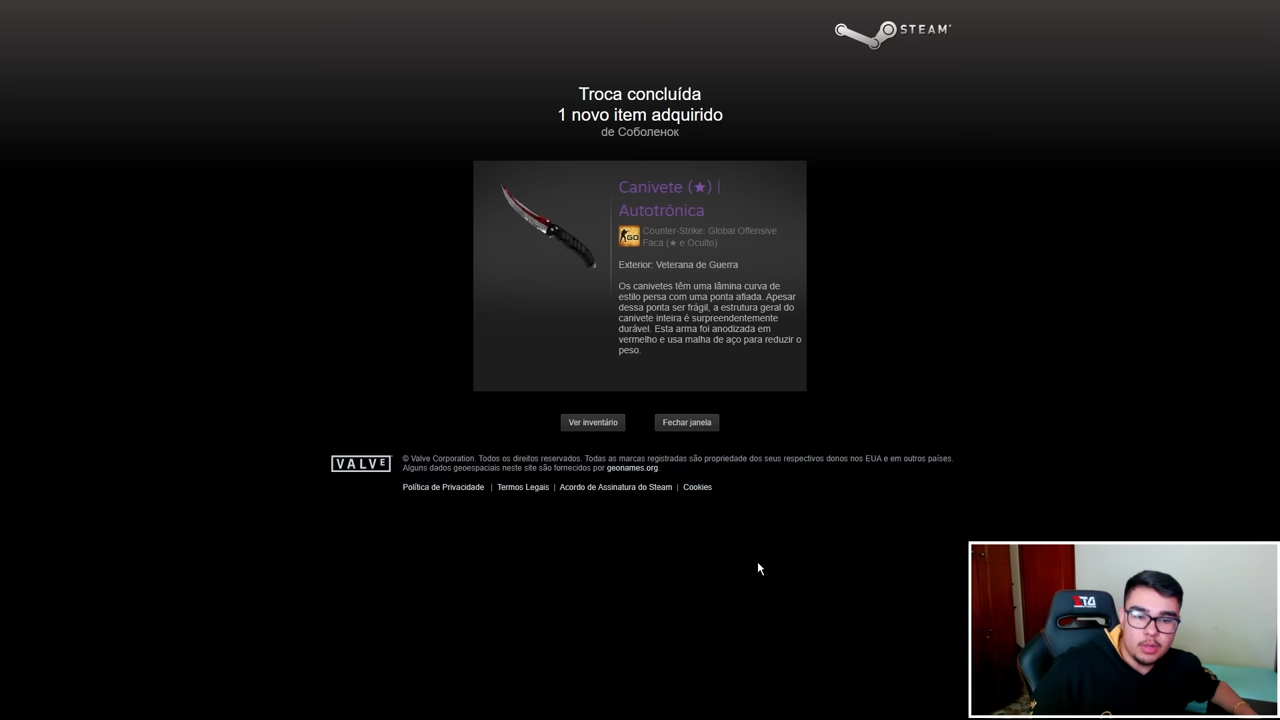 STEAM
Troca concluída
1 novo item adquirido
de Соболенок
Canivete (★) |
Autotrônica
Counter-Strike: Global Offensive
Faca (★ e Oculto)
GO
Exterior: Veterana de Guerra
Os canivetes têm uma lâmina curva de
estilo persa com uma ponta afiada. Apesar
dessa ponta ser frágil, a estrutura geral do
canivete inteira é surpreendentemente
durável. Esta arma foi anodizada em
vermelho e usa malha de aço para reduzir o
peso.
Ver inventário
Fechar janela
VALVE
© Valve Corporation. Todos os direitos reservados. Todas as marcas registradas são propriedade dos seus respectivos donos nos EUA e em outros países.
Alguns dados geoespaciais neste site são fornecidos por geonames.org.
Política de Privacidade | Termos Legais | Acordo de Assinatura do Steam | Cookies